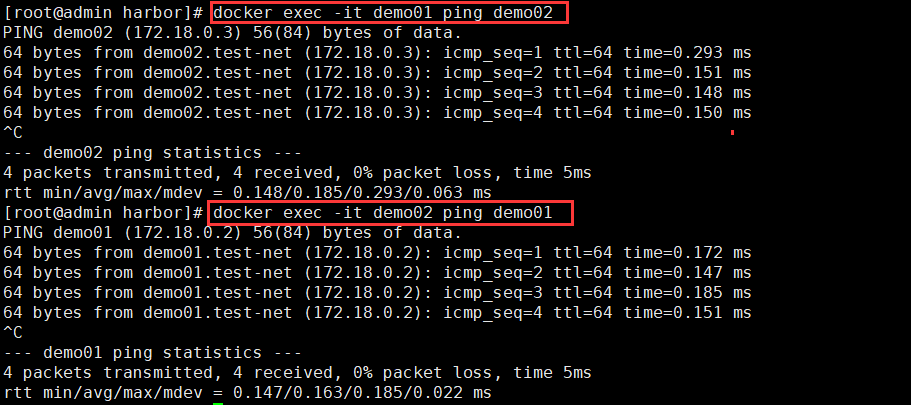 [root@admin harbor]# docker exec -it demo01 ping demo02
PING demo02 (172.18.0.3) 56(84) bytes of data.
64 bytes from demo02.test-net (172.18.0.3): icmp_seq=1 ttl=64 time=0.293 ms
64 bytes from demo02.test-net (172.18.0.3): icmp_seq=2 ttl=64 time=0.151 ms
64 bytes from demo02.test-net (172.18.0.3): icmp_seq=3 ttl=64 time=0.148 ms
64 bytes from demo02.test-net (172.18.0.3): icmp_seq=4 ttl=64 time=0.150 ms
^C
--- demo02 ping statistics ---
4 packets transmitted, 4 received, 0% packet loss, time 5ms
rtt min/avg/max/mdev = 0.148/0.185/0.293/0.063 ms
[root@admin harbor]# docker exec -it demo02 ping demo01
PING demo01 (172.18.0.2) 56(84) bytes of data.
64 bytes from demo01.test-net (172.18.0.2): icmp_seq=1 ttl=64 time=0.172 ms
64 bytes from demo01.test-net (172.18.0.2): icmp_seq=2 ttl=64 time=0.147 ms
64 bytes from demo01.test-net (172.18.0.2): icmp_seq=3 ttl=64 time=0.185 ms
64 bytes from demo01.test-net (172.18.0.2): icmp_seq=4 ttl=64 time=0.151 ms
^C
--- demo01 ping statistics ---
4 packets transmitted, 4 received, 0% packet loss, time 5ms
rtt min/avg/max/mdev = 0.147/0.163/0.185/0.022 ms